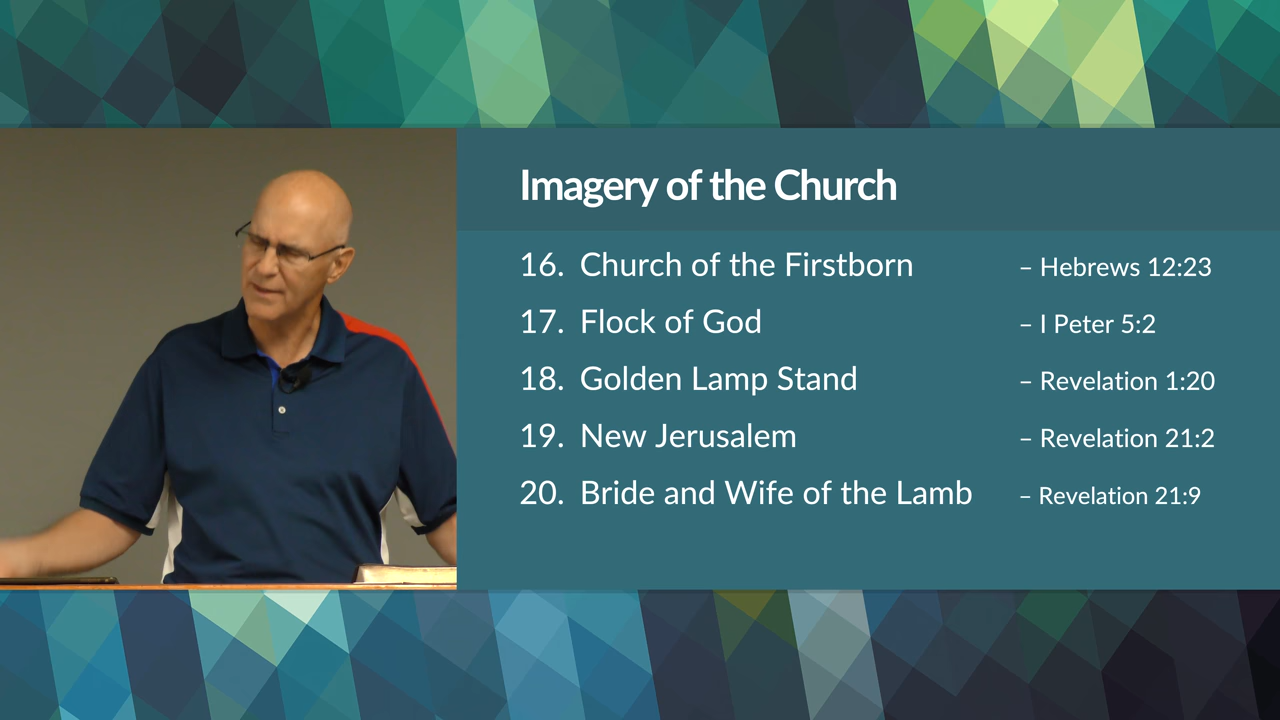 Imagery of the Church
16. Church of the Firstborn – Hebrews 12:23
17. Flock of God – I Peter 5:2
18. Golden Lamp Stand – Revelation 1:20
19. New Jerusalem – Revelation 21:2
20. Bride and Wife of the Lamb – Revelation 21:9